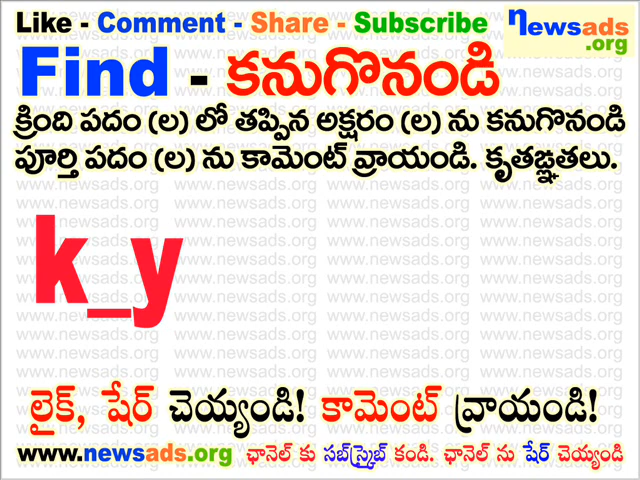 Like - Comment - Share - Subscribe
newsads
.org
Find - కనుగొనండి
క్రింది పదం (ల) లో తప్పిన అక్షరం (ల) ను కనుగొనండి
పూర్తి పదం (ల) ను కామెంట్ వ్రాయండి. కృతజ్ఞతలు.
k_y
లైక్, షేర్ చెయ్యండి! కామెంట్ వ్రాయండి!
www.newsads.org ఛానెల్ కు సబ్‌స్క్రైబ్ కండి. ఛానెల్ ను షేర్ చెయ్యండి